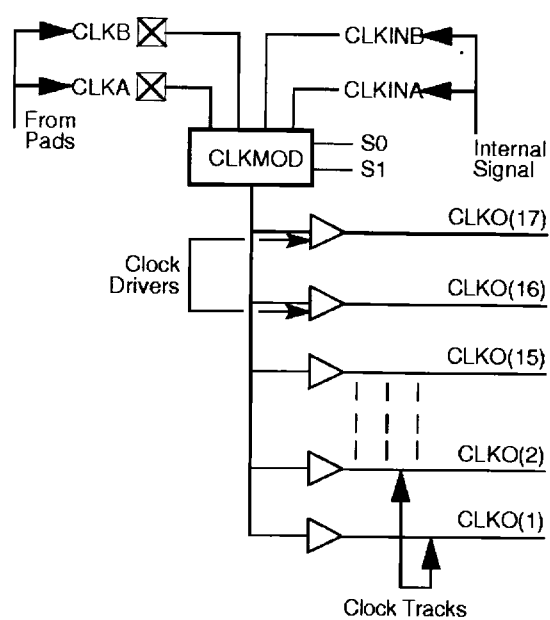 CLKB
CLKINB
CLKA
CLKINA
From
Pads
CLKMOD
S0
S1
Internal
Signal
CLKO(17)
Clock
Drivers
CLKO(16)
CLKO(15)
CLKO(2)
CLKO(1)
Clock Tracks